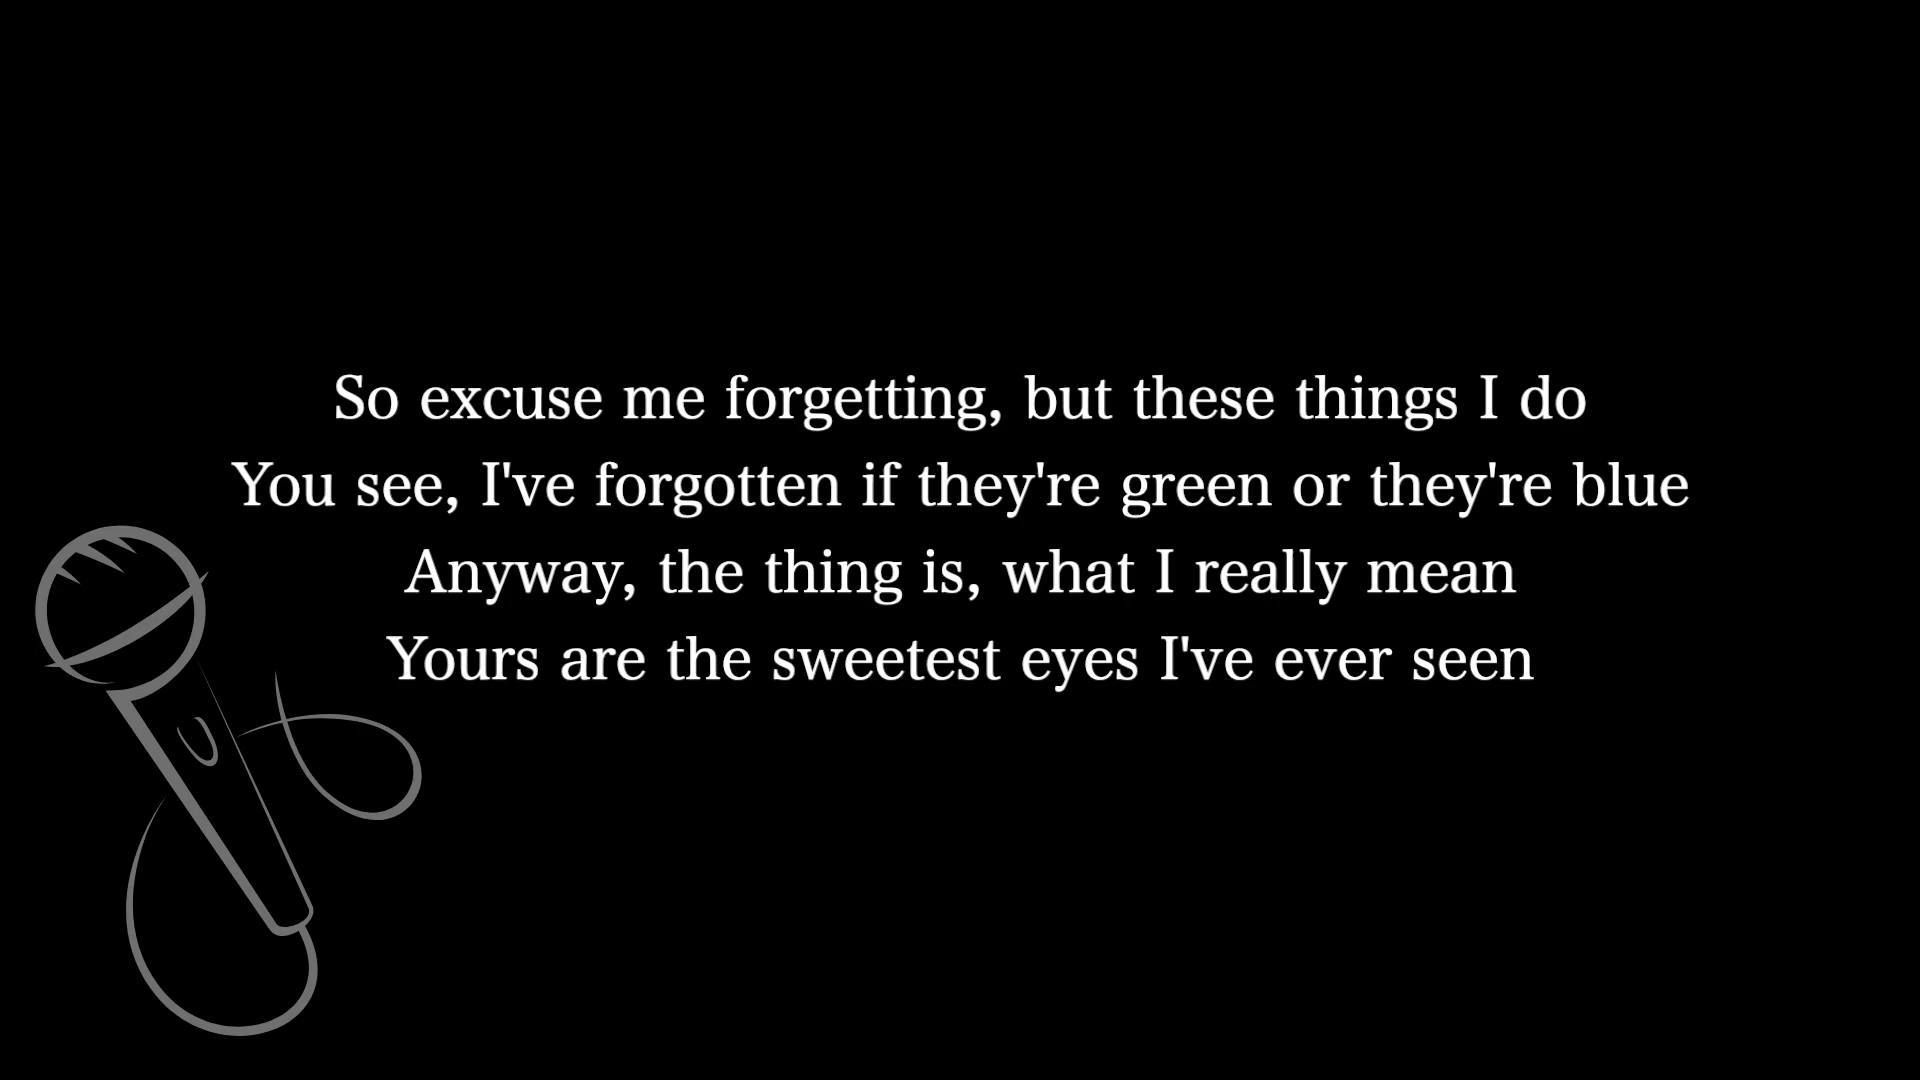 So excuse me forgetting, but these things I do
You see, I've forgotten if they're green or they're blue
Anyway, the thing is, what I really mean
Yours are the sweetest eyes I've ever seen